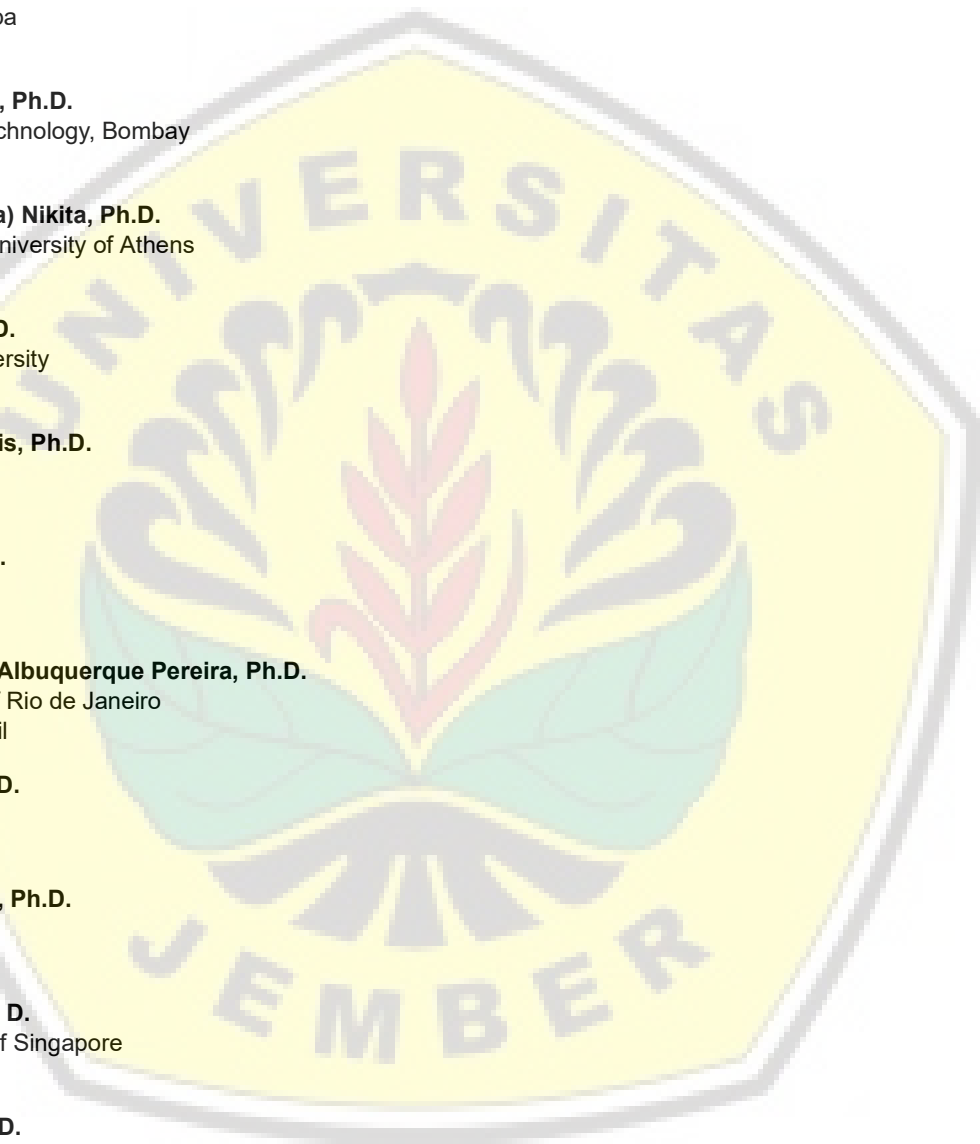 pa
, Ph.D.
chnology, Bombay
a) Nikita, Ph.D.
niversity of Athens
D.
ersity
is, Ph.D.
.
Albuquerque Pereira, Ph.D.
f Rio de Janeiro
il
D.
, Ph.D.
D.
f Singapore
D.
UNIVERSITAS
JEMBER